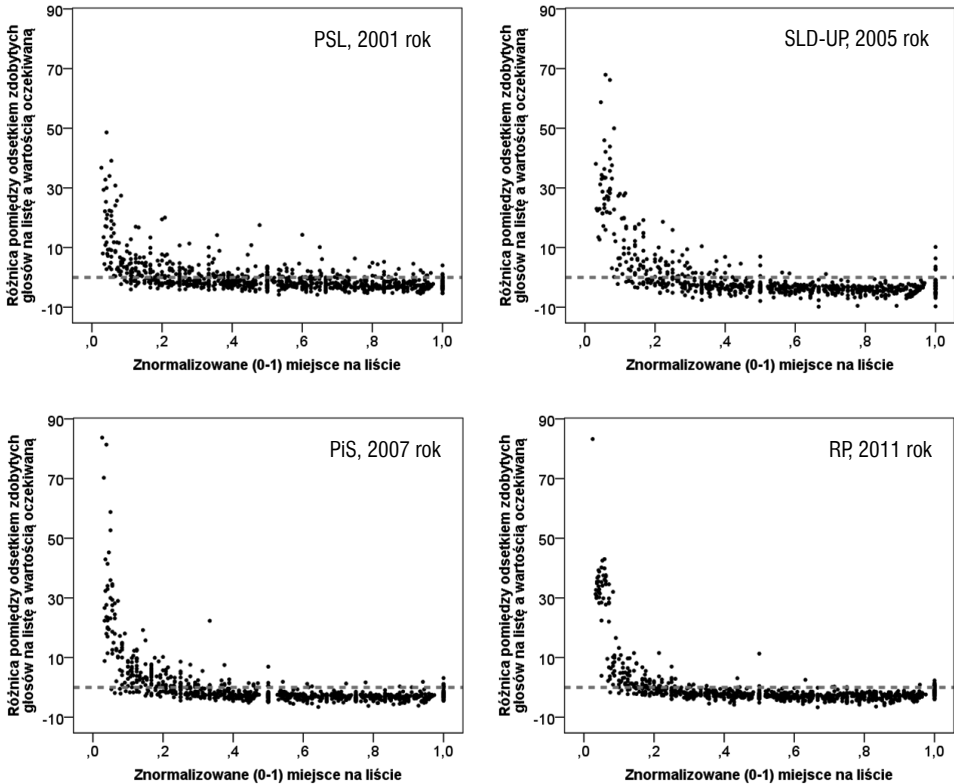 PSL, 2001 rok
Różnica pomiędzy odsetkiem zdobytych
głosów na listę a wartością oczekiwaną
90
70
50
30
10
-10
,0 ,2 ,4 ,6 ,8 1,0
Znormalizowane (0-1) miejsce na liście
SLD-UP, 2005 rok
Różnica pomiędzy odsetkiem zdobytych
głosów na listę a wartością oczekiwaną
90
70
50
30
10
-10
,0 ,2 ,4 ,6 ,8 1,0
Znormalizowane (0-1) miejsce na liście
PiS, 2007 rok
Różnica pomiędzy odsetkiem zdobytych
głosów na listę a wartością oczekiwaną
90
70
50
30
10
-10
,0 ,2 ,4 ,6 ,8 1,0
Znormalizowane (0-1) miejsce na liście
RP, 2011 rok
Różnica pomiędzy odsetkiem zdobytych
głosów na listę a wartością oczekiwaną
90
70
50
30
10
-10
,0 ,2 ,4 ,6 ,8 1,0
Znormalizowane (0-1) miejsce na liście